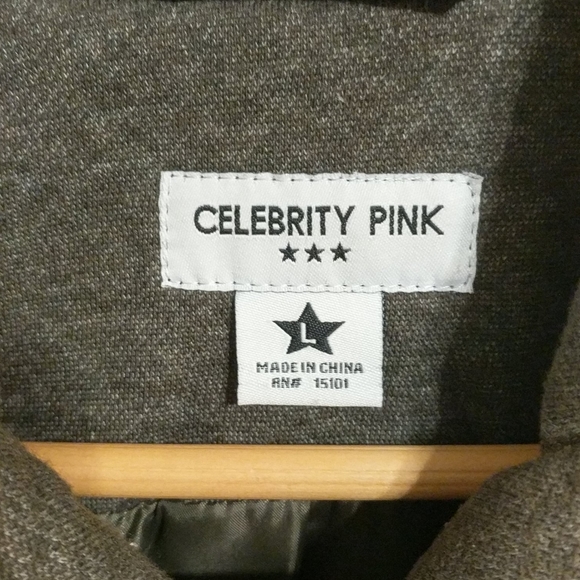 CELEBRITY PINK
L
MADE IN CHINA
RN# 15101